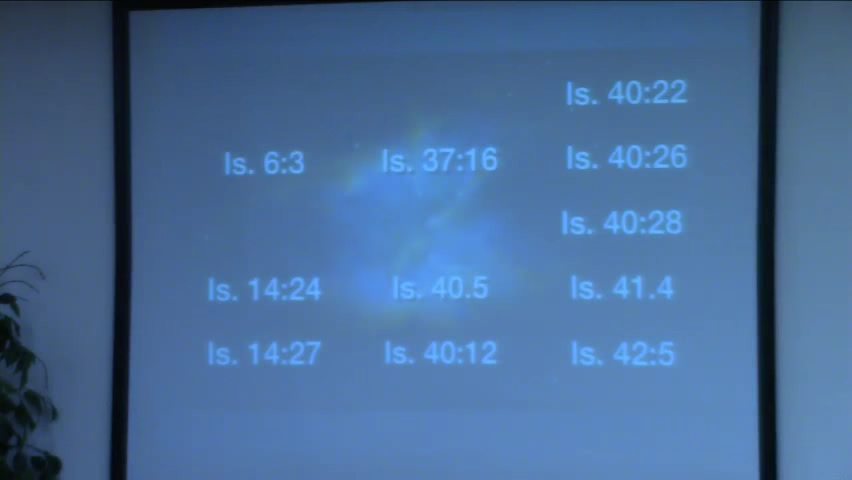 Is. 40:22
Is. 6:3 Is. 37:16 Is. 40:26
Is. 40:28
Is. 14:24 Is. 40.5 Is. 41.4
Is. 14:27 Is. 40:12 Is. 42:5